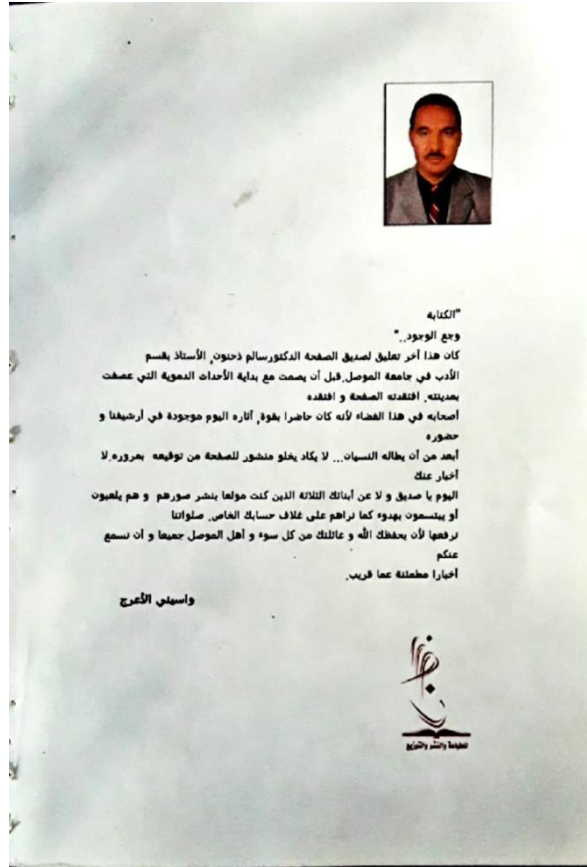 "الكتابة
وجع الوجود.."
كان هذا آخر تعليق لصديق الصفحة الدكتورسالم ذحنون, الأستاذ بقسم
الأدب في جامعة الموصل.قبل أن يصمت مع بداية الأحداث الدموية التي عصفت
بمدينته. افتقدته الصفحة و افتقده
أصحابه في هذا الفضاء لأنه كان حاضرا بقوة, آثاره اليوم موجودة في أرشيفنا و
حضوره
أبعد من أن يطاله النسيان... لا يكاد يخلو منشور للصفحة من توقيعه بمروره.لا
أخبار عنك
اليوم يا صديق و لا عن أبنائك الثلاثة الذين كنت مولعا بنشر صورهم و هم يلعبون
أو يبتسمون بهدوء كما نراهم على غلاف حسابك الخاص. صلواتنا
نرفعها لأن يحفظك الله و عائلتك من كل سوء و أهل الموصل جميعا و أن نسمع
عنكم
أخبارا مطمئنة عما قريب.
واسيني الأعرج
للطباعة والنشر والتوزيع